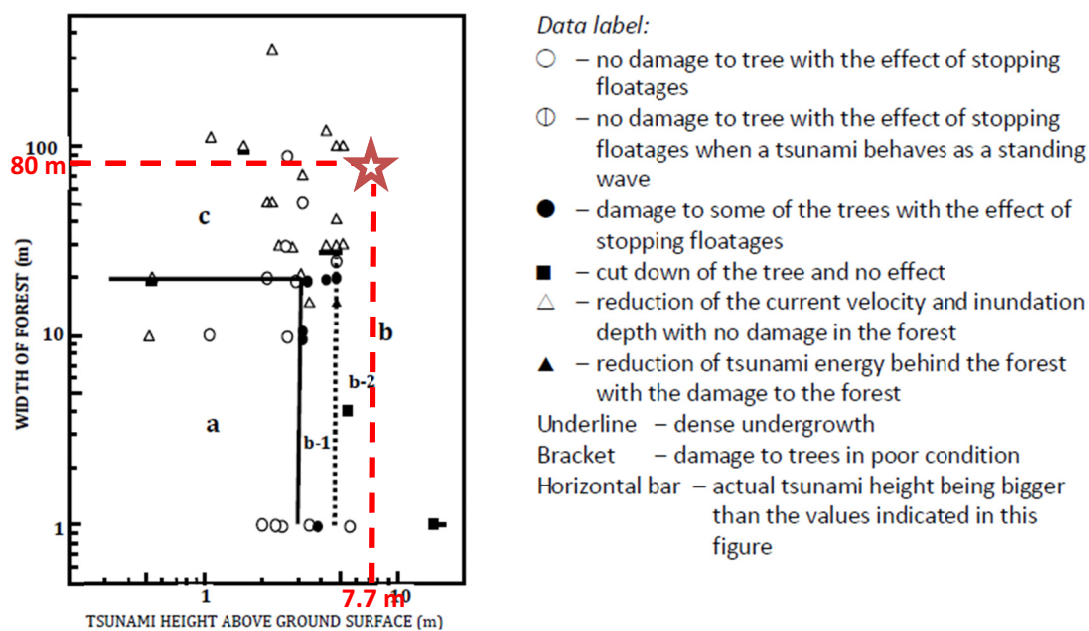 100
80 m
10
1
WIDTH OF FOREST (m)
c
b
b-2
a
b-1
1
10
7.7 m
TSUNAMI HEIGHT ABOVE GROUND SURFACE (m)
Data label:
– no damage to tree with the effect of stopping
floatages
– no damage to tree with the effect of stopping
floatages when a tsunami behaves as a standing
wave
– damage to some of the trees with the effect of
stopping floatages
– cut down of the tree and no effect
– reduction of the current velocity and inundation
depth with no damage in the forest
– reduction of tsunami energy behind the forest
with the damage to the forest
Underline – dense undergrowth
Bracket – damage to trees in poor condition
Horizontal bar – actual tsunami height being bigger
than the values indicated in this
figure